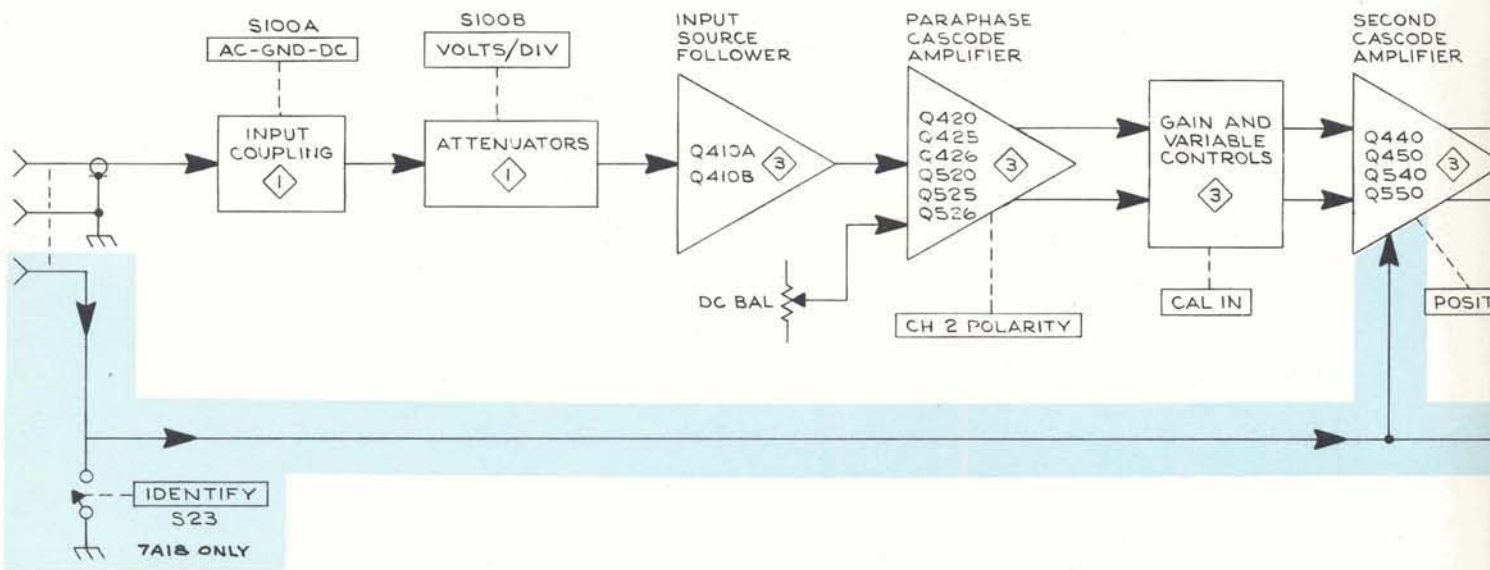 S100A
AC-GND-DC
INPUT
COUPLING
1
S100B
VOLTS/DIV
ATTENUATORS
1
INPUT
SOURCE
FOLLOWER
Q410A
Q410B
3
DC BAL
PARAPHASE
CASCODE
AMPLIFIER
Q420
Q425
Q426
Q520
Q525
Q526
3
CH 2 POLARITY
GAIN AND
VARIABLE
CONTROLS
3
CAL IN
SECOND
CASCODE
AMPLIFIER
Q440
Q450
Q540
Q550
3
POSIT
IDENTIFY
S23
7A18 ONLY